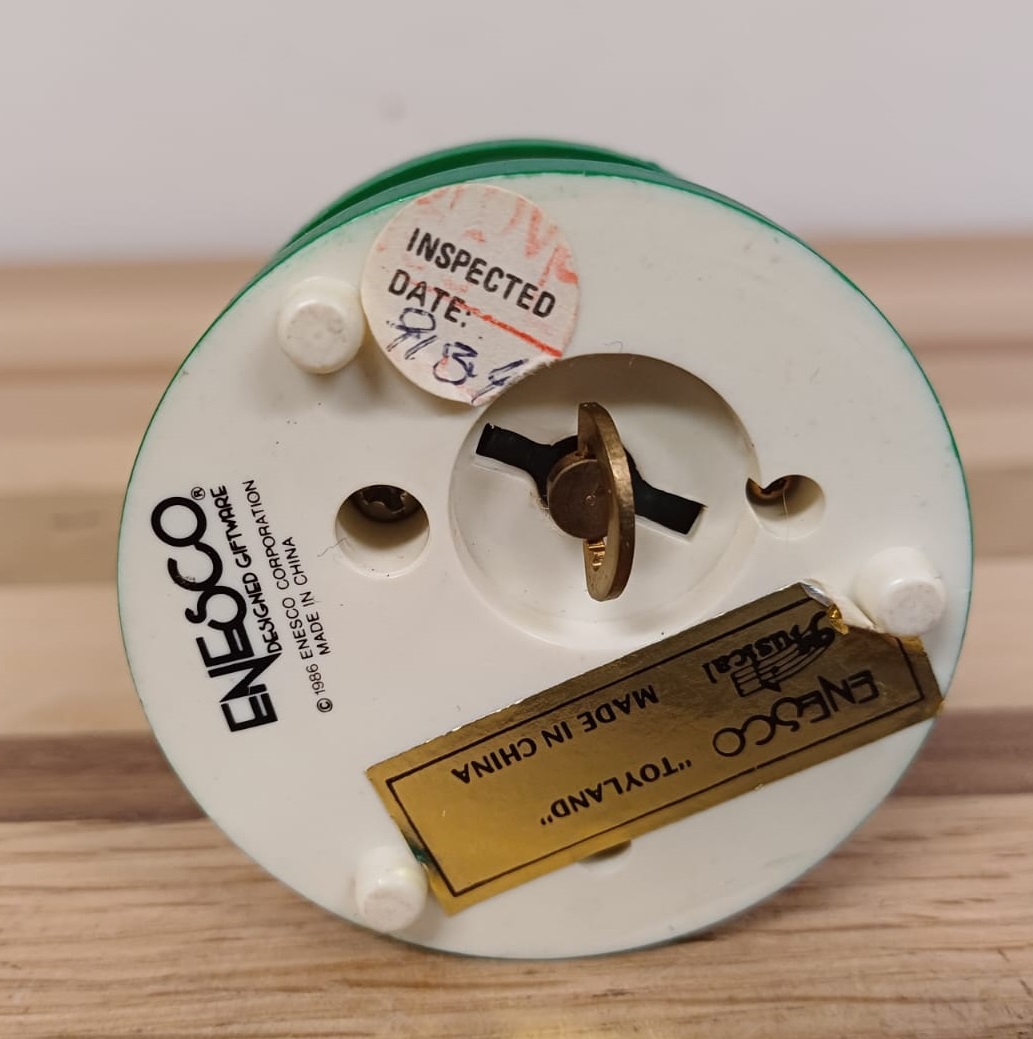 INSPECTED
DATE:
ENESCO®
DESIGNED GIFTWARE
© 1986 ENESCO CORPORATION
MADE IN CHINA
ENESCO
Musical
"TOYLAND"
MADE IN CHINA